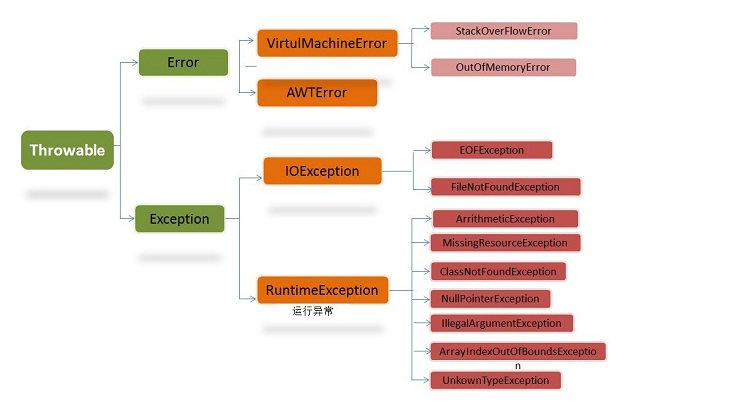 Throwable
Error
VirtulMachineError
StackOverFlowError
OutOfMemoryError
AWTError
Exception
IOException
EOFException
FileNotFoundException
RuntimeException
运行异常
ArrithmeticException
MissingResourceException
ClassNotFoundException
NullPointerException
IllegalArgumentException
ArrayIndexOutOfBoundsExceptio
n
UnkownTypeException